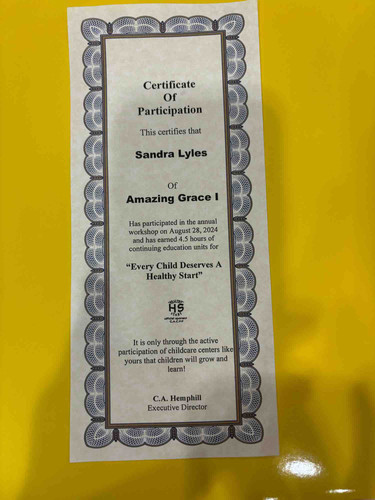 Certificate
Of
Participation
This certifies that
Sandra Lyles
Of
Amazing Grace I
Has participated in the annual
workshop on August 28, 2024
and has earned 4.5 hours of
continuing education units for
“Every Child Deserves A
Healthy Start”
HS
It is only through the active
participation of childcare centers like
yours that children will grow and
learn!
C.A. Hemphill
Executive Director